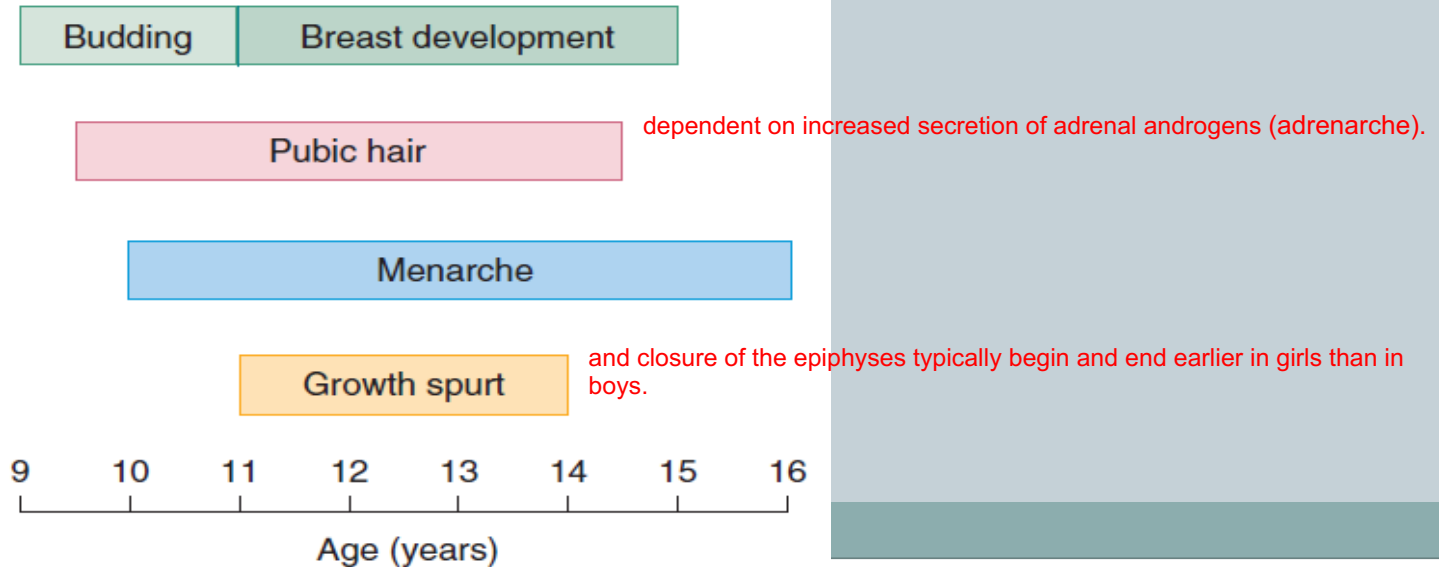 Budding Breast development
Pubic hair
dependent on increased secretion of adrenal androgens (adrenarche).
Menarche
Growth spurt
and closure of the epiphyses typically begin and end earlier in girls than in
boys.
9 10 11 12 13 14 15 16
Age (years)